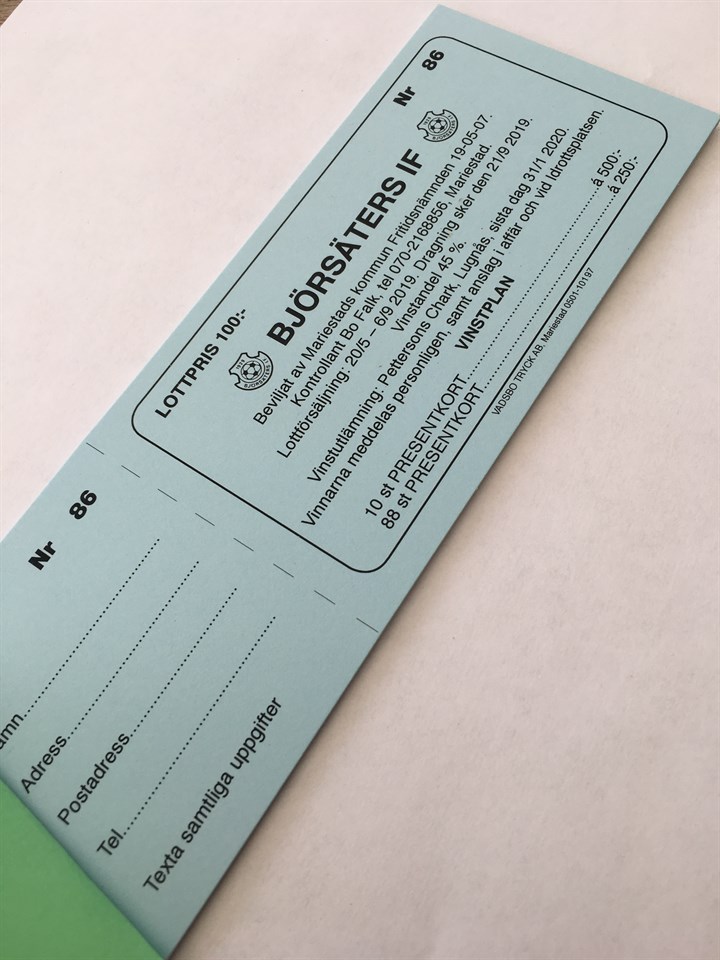 LOTTPRIS 100:-
Nr 86
BJÖRSÄTERS IF
Beviljat av Mariestads kommun Fritidsnämnden 19-05-07.
Kontrollant Bo Falk, tel 070-2168856, Mariestad.
Lottförsäljning: 20/5 – 6/9 2019. Dragning sker den 21/9 2019.
Vinstandel 45 %.
Vinstutlämning: Pettersons Chark, Lugnås, sista dag 31/1 2020.
Vinnarna meddelas personligen, samt anslag i affär och vid Idrottsplatsen.
VINSTPLAN
10 st PRESENTKORT á 500:-
88 st PRESENTKORT á 250:-
VADSBO TRYCK AB, Mariestad 0501-10197
Nr 86
amn
Adress
Postadress
Tel.
Texta samtliga uppgifter